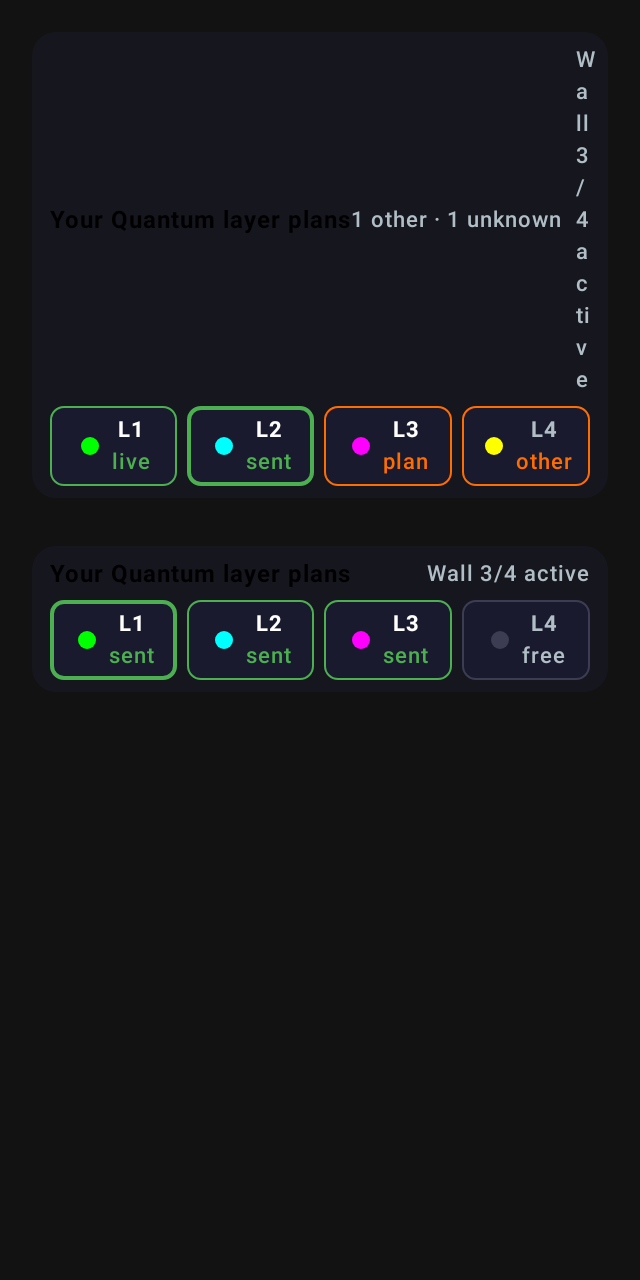 Your Quantum layer plans 1 other · 1 unknown
W
a
ll
3
/
4
a
c
ti
v
e
L1 L2 L3 L4
live sent plan other
Your Quantum layer plans Wall 3/4 active
L1 L2 L3 L4
sent sent sent free